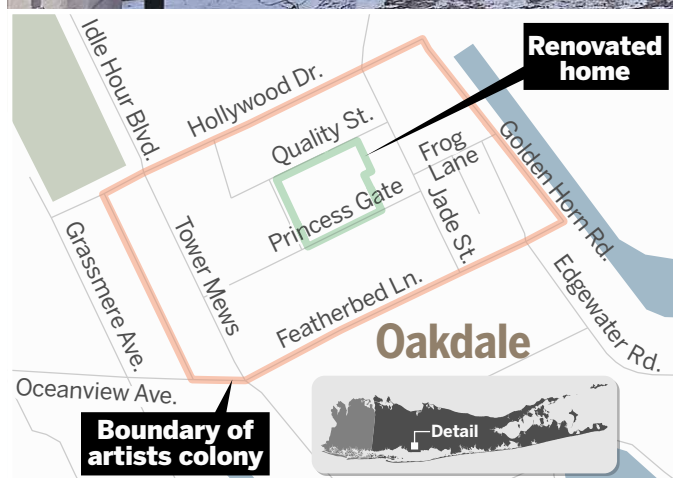 Renovated
home
Idle Hour Blvd.
Hollywood Dr.
Quality St.
Frog
Lane
Golden Horn Rd.
Princess Gate
Jade St.
Grassmere Ave.
Tower Mews
Featherbed Ln.
Edgewater Rd.
Oakdale
Oceanview Ave.
Boundary of
artists colony
Detail